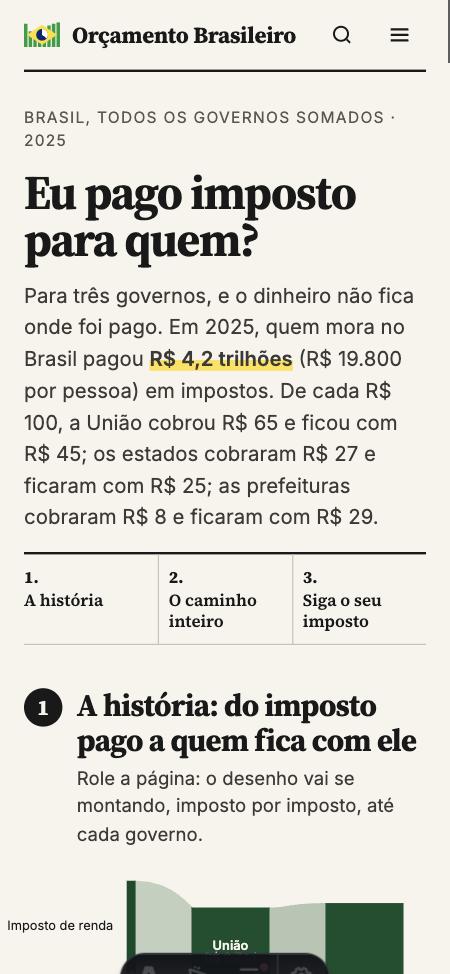 Orçamento Brasileiro
BRASIL, TODOS OS GOVERNOS SOMADOS ·
2025
Eu pago imposto
para quem?
Para três governos, e o dinheiro não fica
onde foi pago. Em 2025, quem mora no
Brasil pagou R$ 4,2 trilhões (R$ 19.800
por pessoa) em impostos. De cada R$
100, a União cobrou R$ 65 e ficou com
R$ 45; os estados cobraram R$ 27 e
ficaram com R$ 25; as prefeituras
cobraram R$ 8 e ficaram com R$ 29.
1.
A história
2.
O caminho
inteiro
3.
Siga o seu
imposto
1
A história: do imposto
pago a quem fica com ele
Role a página: o desenho vai se
montando, imposto por imposto, até
cada governo.
Imposto de renda
União